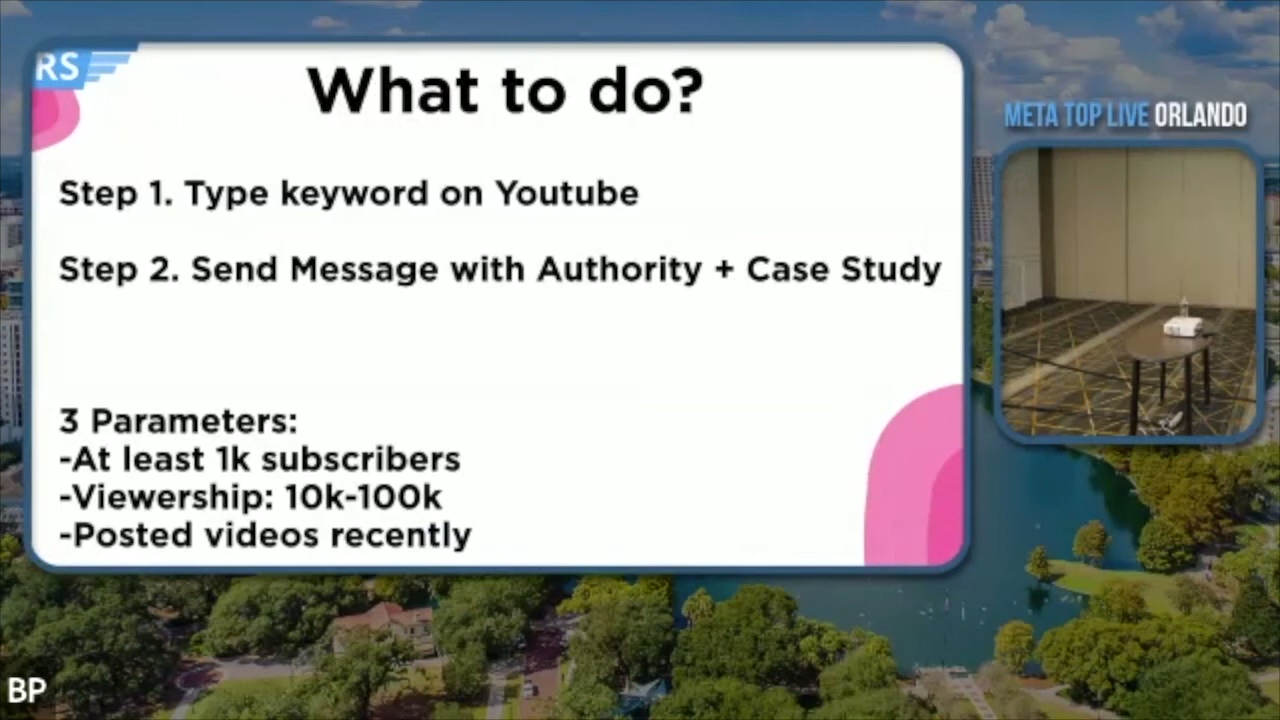 RS
What to do?
META TOP LIVE ORLANDO
Step 1. Type keyword on Youtube
Step 2. Send Message with Authority + Case Study
3 Parameters:
-At least 1k subscribers
-Viewership: 10k-100k
-Posted videos recently
BP